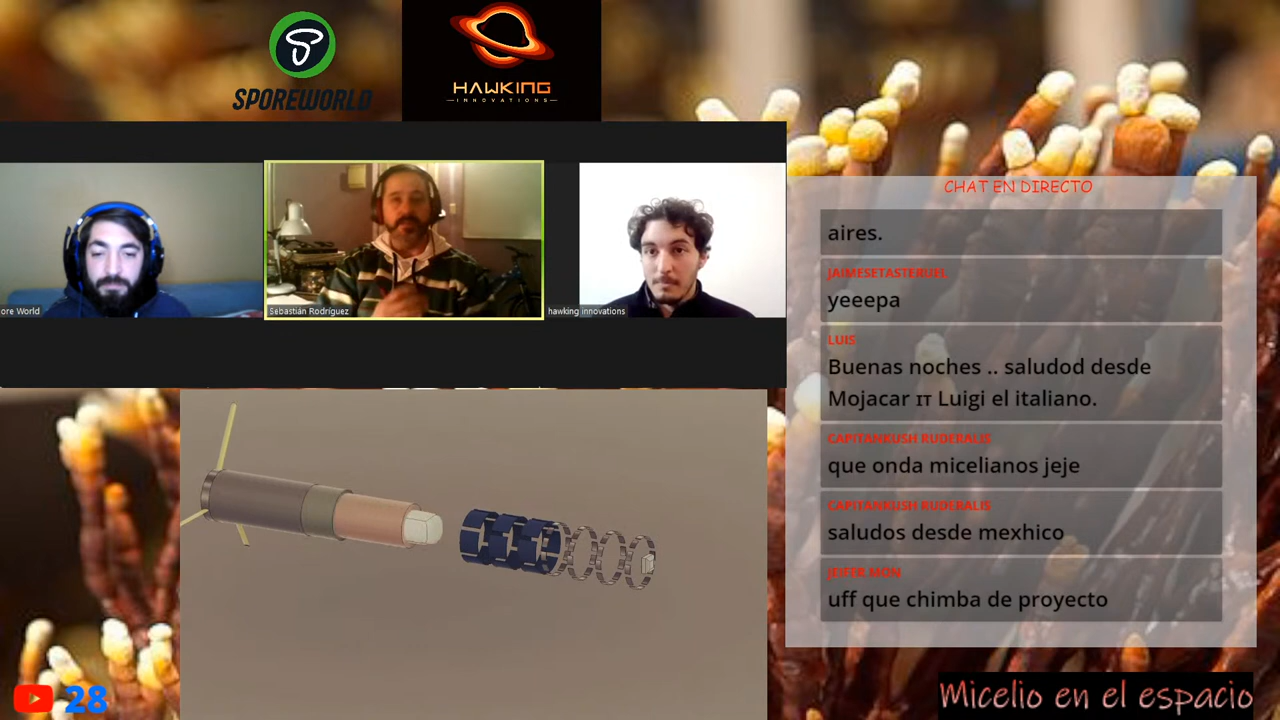 SPOREWORLD
HAWKING
INNOVATIONS
ore World
Sebastián Rodríguez
hawking innovations
CHAT EN DIRECTO
aires.
yeeepa
LUIS
Buenas noches .. saludod desde
Mojacar IT Luigi el italiano.
CAPITANKUSH RUDERALIS
que onda micelianos jeje
CAPITANKUSH RUDERALIS
saludos desde mexhico
JEIFER MON
uff que chimba de proyecto
28
Micelio en el espacio